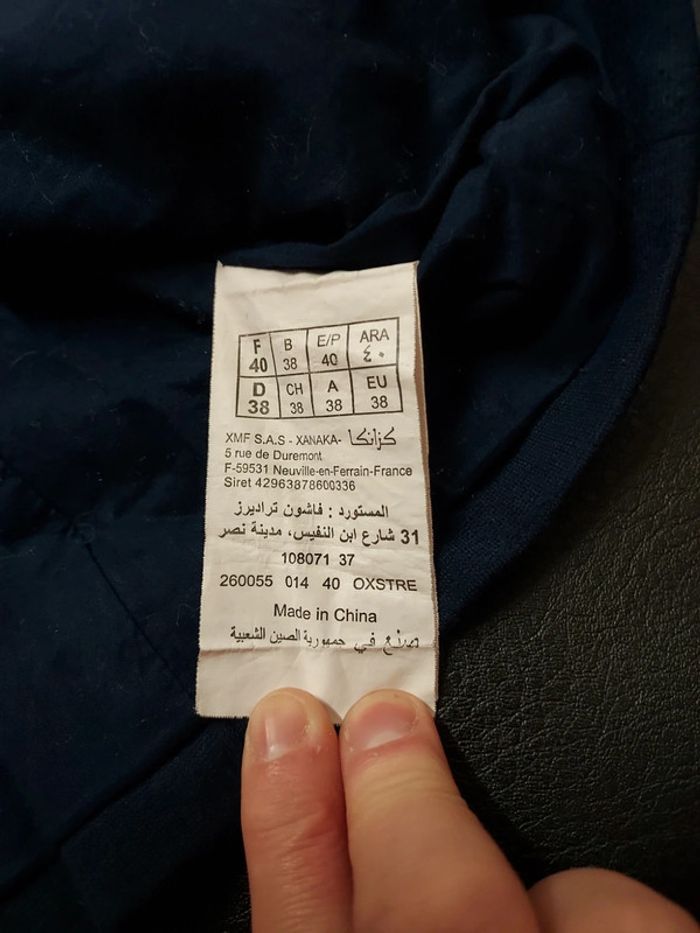 F B E/P ARA
40 38 40 ٤٠
D CH A EU
38 38 38 38
XMF S.A.S - XANAKA- كزانكا
5 rue de Duremont
F-59531 Neuville-en-Ferrain-France
Siret 42963878600336
المستورد : فاشون تراديرز
31 شارع ابن النفيس، مدينة نصر
108071 37
260055 014 40 OXSTRE
Made in China
صنع في جمهورية الصين الشعبية